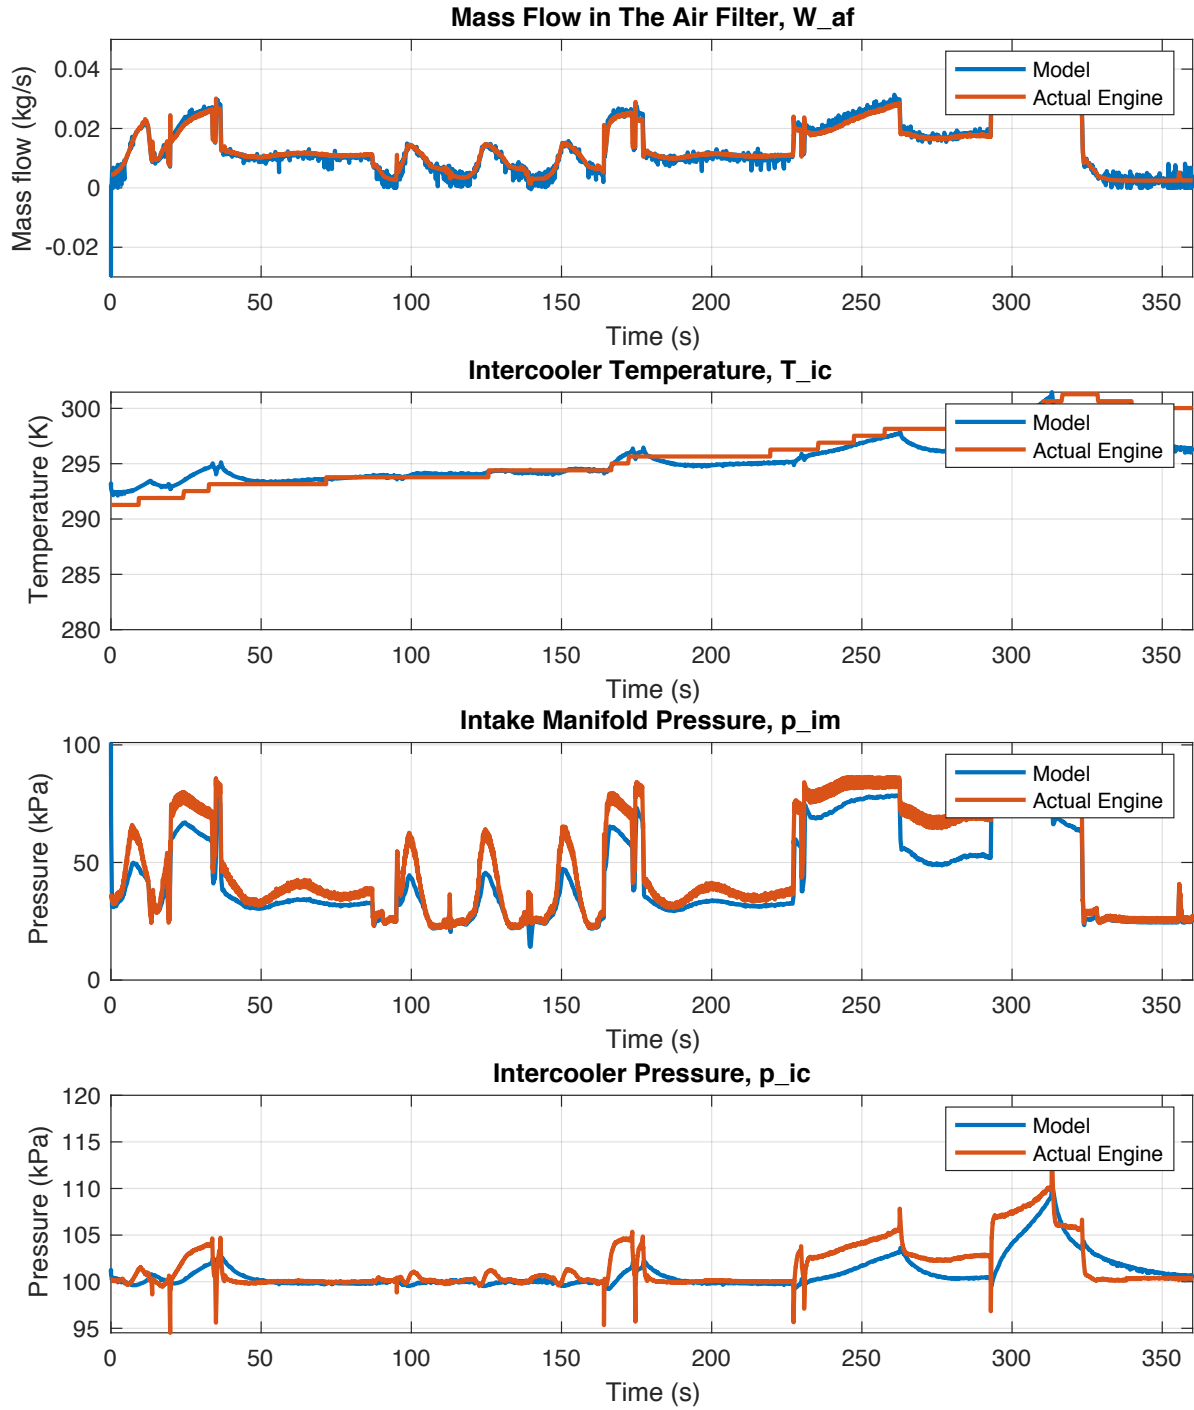 Mass Flow in The Air Filter, W_af
Mass flow (kg/s)
0.04
0.02
0
-0.02
Model
Actual Engine
0 50 100 150 200 250 300 350
Time (s)
Intercooler Temperature, T_ic
Temperature (K)
300
295
290
285
280
Model
Actual Engine
0 50 100 150 200 250 300 350
Time (s)
Intake Manifold Pressure, p_im
Pressure (kPa)
100
50
0
Model
Actual Engine
0 50 100 150 200 250 300 350
Time (s)
Intercooler Pressure, p_ic
Pressure (kPa)
120
115
110
105
100
95
Model
Actual Engine
0 50 100 150 200 250 300 350
Time (s)